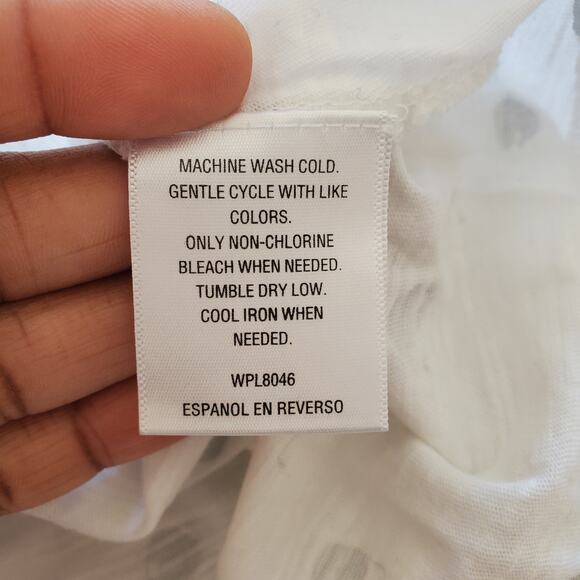 MACHINE WASH COLD.
GENTLE CYCLE WITH LIKE
COLORS.
ONLY NON-CHLORINE
BLEACH WHEN NEEDED.
TUMBLE DRY LOW.
COOL IRON WHEN
NEEDED.
WPL8046
ESPANOL EN REVERSO